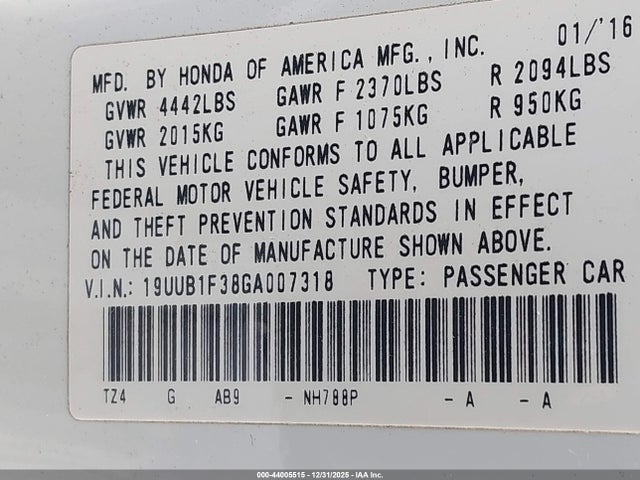 MFD. BY HONDA OF AMERICA MFG., INC. 01/'16
GVWR 4442LBS GAWR F 2370LBS R 2094LBS
GVWR 2015KG GAWR F 1075KG R 950KG
THIS VEHICLE CONFORMS TO ALL APPLICABLE
FEDERAL MOTOR VEHICLE SAFETY, BUMPER,
AND THEFT PREVENTION STANDARDS IN EFFECT
ON THE DATE OF MANUFACTURE SHOWN ABOVE.
V.I.N.: 19UUB1F38GA007318 TYPE: PASSENGER CAR
TZ4 G AB9 - NH788P - A - A
000-44005515 - 12/31/2025 - IAA Inc.